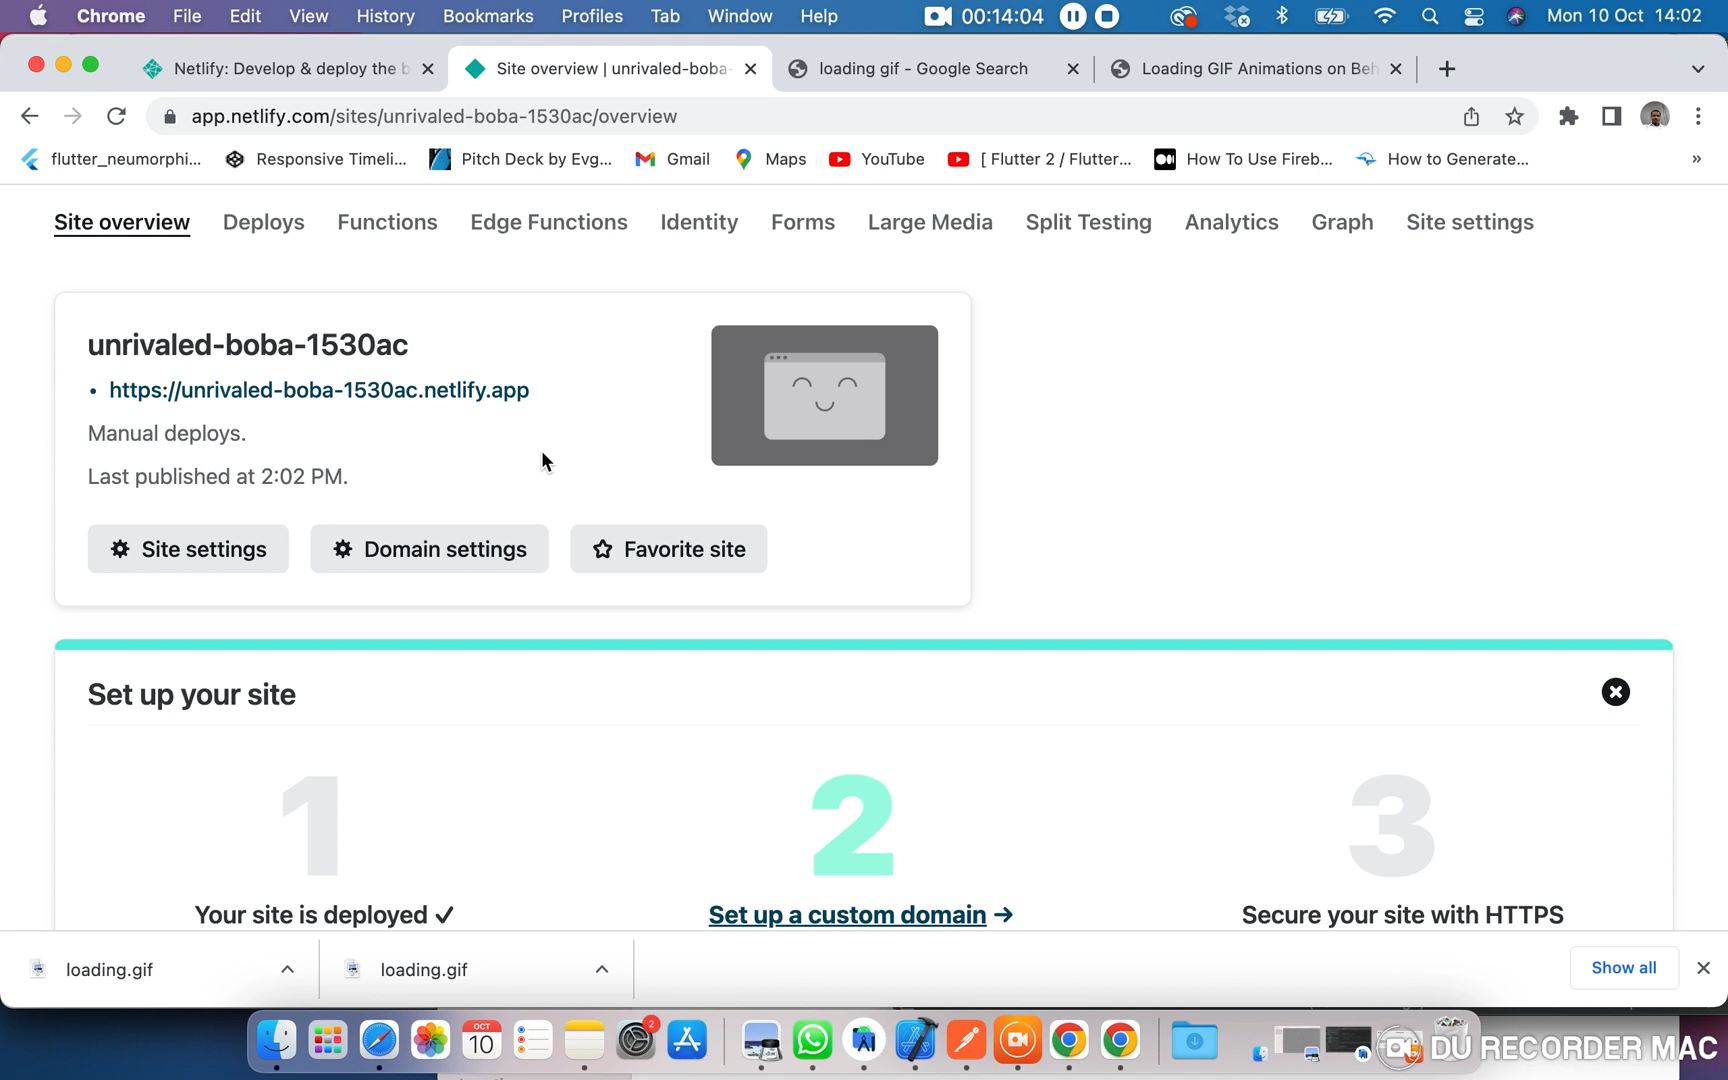 Chrome File Edit View History Bookmarks Profiles Tab Window Help 00:14:04 Mon 10 Oct 14:02
Netlify: Develop & deploy the b Site overview | unrivaled-boba- loading gif - Google Search Loading GIF Animations on Beh
app.netlify.com/sites/unrivaled-boba-1530ac/overview
flutter_neumorphi... Responsive Timeli... Pitch Deck by Evg... Gmail Maps YouTube [ Flutter 2 / Flutter... How To Use Fireb... How to Generate... »
Site overview Deploys Functions Edge Functions Identity Forms Large Media Split Testing Analytics Graph Site settings
unrivaled-boba-1530ac
• https://unrivaled-boba-1530ac.netlify.app
Manual deploys.
Last published at 2:02 PM.
Site settings Domain settings Favorite site
Set up your site
1 2 3
Your site is deployed ✓ Set up a custom domain → Secure your site with HTTPS
loading.gif loading.gif Show all
OCT
10 2
DU RECORDER MAC